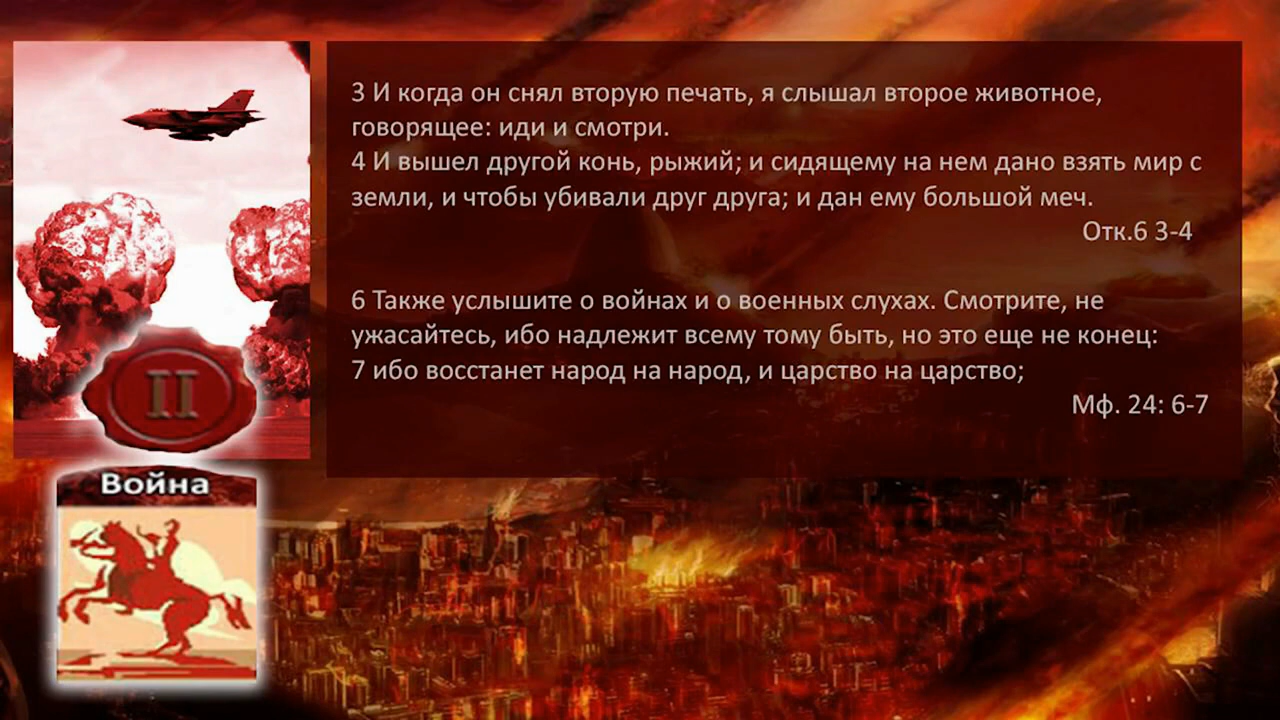 3 И когда он снял вторую печать, я слышал второе животное,
говорящее: иди и смотри.
4 И вышел другой конь, рыжий; и сидящему на нем дано взять мир с
земли, и чтобы убивали друг друга; и дан ему большой меч.
Отк.6 3-4
6 Также услышите о войнах и о военных слухах. Смотрите, не
ужасайтесь, ибо надлежит всему тому быть, но это еще не конец:
7 ибо восстанет народ на народ, и царство на царство;
Мф. 24: 6-7
II
Война